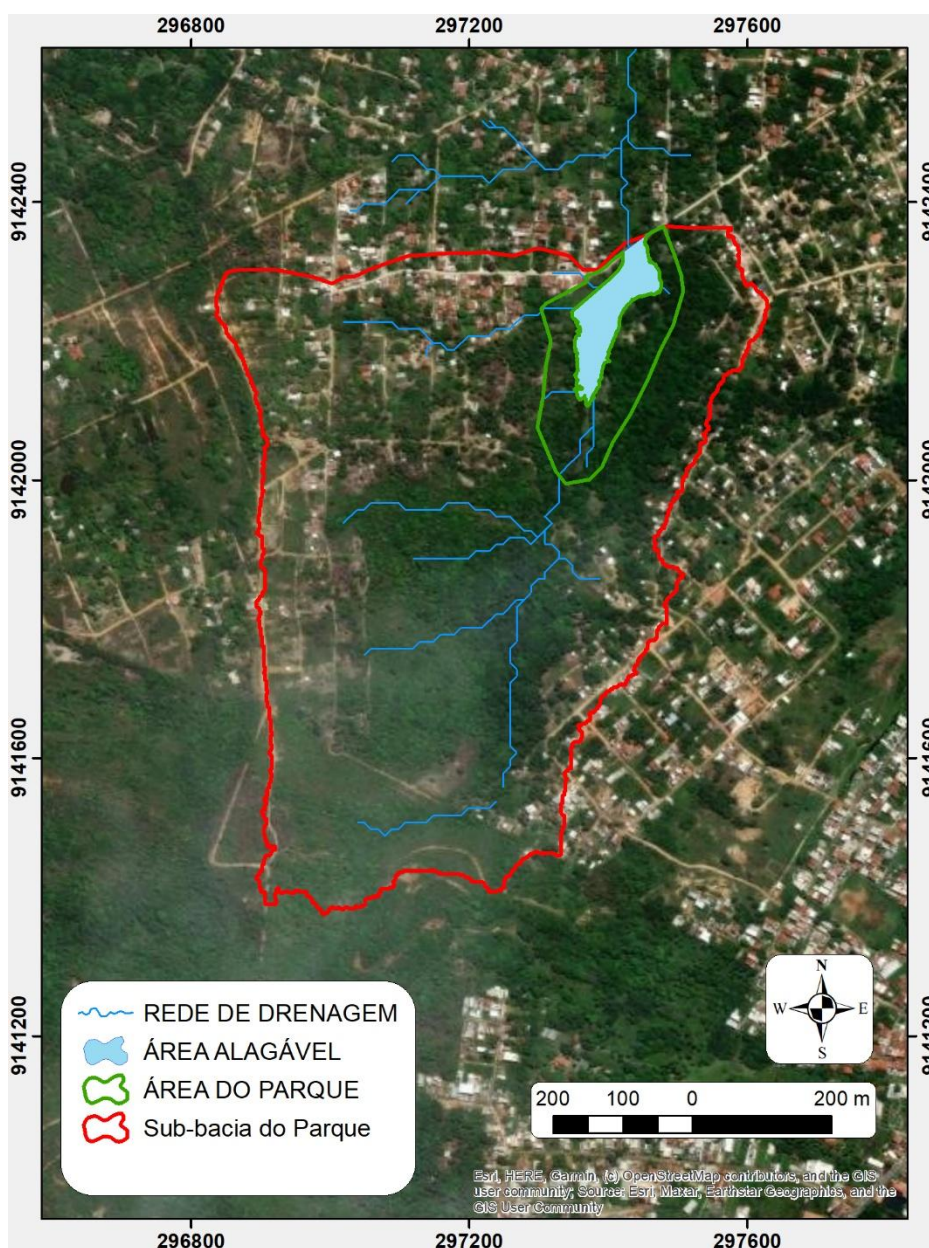 296800 297200 297600
9142400 9142400
9142000 9142000
9141600 9141600
9141200 9141200
REDE DE DRENAGEM
ÁREA ALAGÁVEL
ÁREA DO PARQUE
Sub-bacia do Parque
N
W E
S
200 100 0 200 m
Esri, HERE, Garmin, (c) OpenStreetMap contributors, and the GIS
user community; Source: Esri, Maxar, Earthstar Geographics, and the
GIS User Community
296800 297200 297600